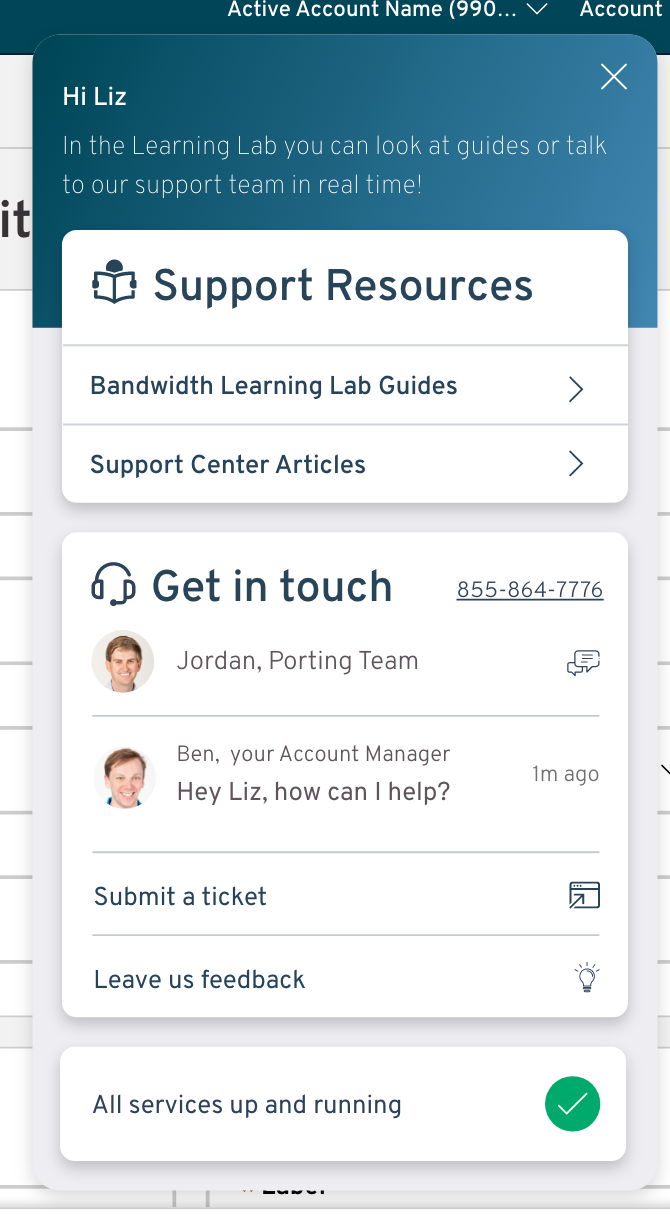 Active Account Name (990... Account
Hi Liz
In the Learning Lab you can look at guides or talk
to our support team in real time!
it
Support Resources
Bandwidth Learning Lab Guides
Support Center Articles
Get in touch 855-864-7776
Jordan, Porting Team
Ben, your Account Manager
Hey Liz, how can I help? 1m ago
Submit a ticket
Leave us feedback
All services up and running